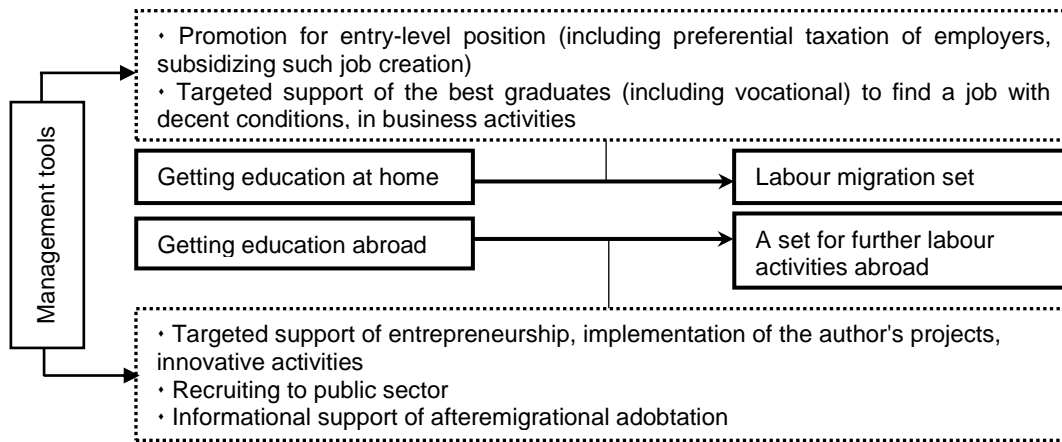 · Promotion for entry-level position (including preferential taxation of employers,
subsidizing such job creation)
· Targeted support of the best graduates (including vocational) to find a job with
decent conditions, in business activities
Management tools
Getting education at home
Labour migration set
Getting education abroad
A set for further labour
activities abroad
· Targeted support of entrepreneurship, implementation of the author's projects,
innovative activities
· Recruiting to public sector
· Informational support of afteremigrational adobtation